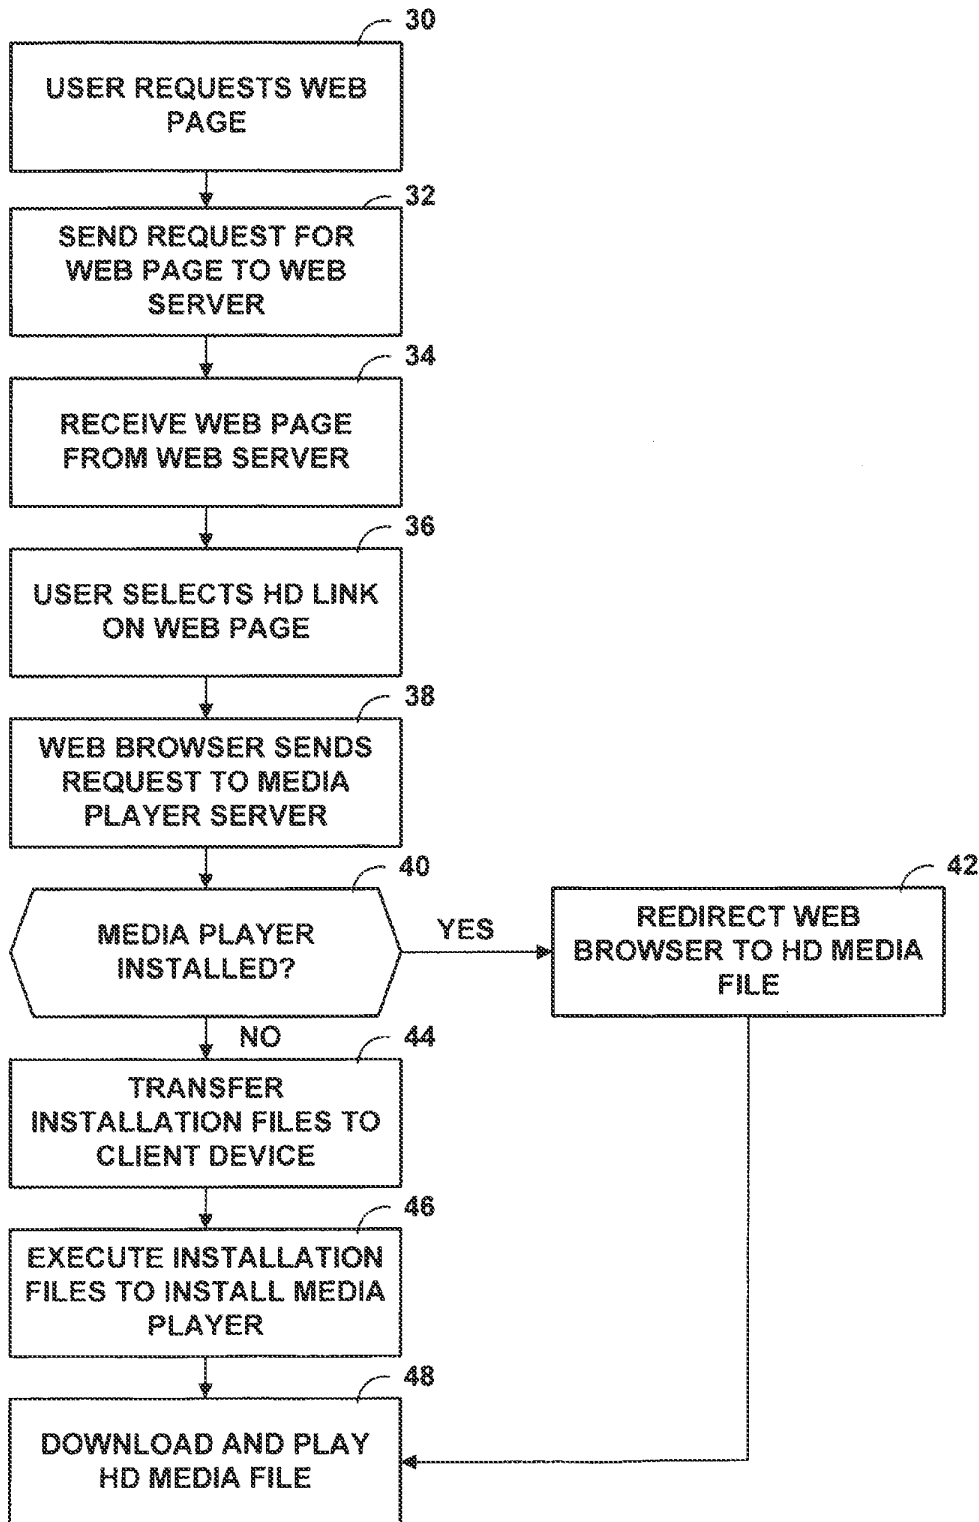 30
USER REQUESTS WEB
PAGE
32
SEND REQUEST FOR
WEB PAGE TO WEB
SERVER
34
RECEIVE WEB PAGE
FROM WEB SERVER
36
USER SELECTS HD LINK
ON WEB PAGE
38
WEB BROWSER SENDS
REQUEST TO MEDIA
PLAYER SERVER
40
MEDIA PLAYER
INSTALLED?
YES
42
REDIRECT WEB
BROWSER TO HD MEDIA
FILE
NO
44
TRANSFER
INSTALLATION FILES TO
CLIENT DEVICE
46
EXECUTE INSTALLATION
FILES TO INSTALL MEDIA
PLAYER
48
DOWNLOAD AND PLAY
HD MEDIA FILE